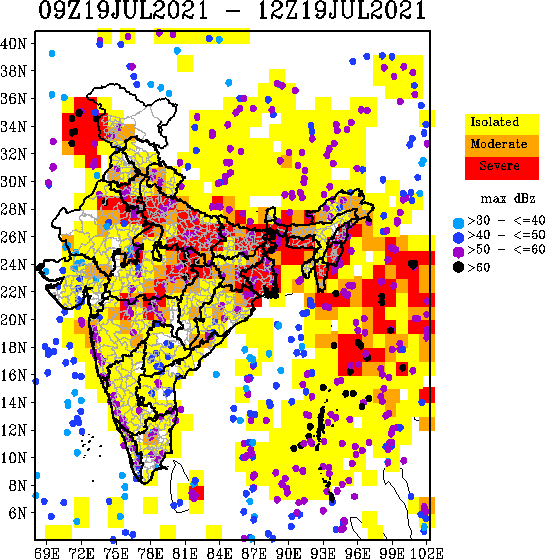 09Z19JUL2021 - 12Z19JUL2021
40N
38N
36N
34N
32N
30N
28N
26N
24N
22N
20N
18N
16N
14N
12N
10N
8N
6N
69E 72E 75E 78E 81E 84E 87E 90E 93E 96E 99E 102E
Isolated
Moderate
Severe
max dBz
>30 - <=40
>40 - <=50
>50 - <=60
>60